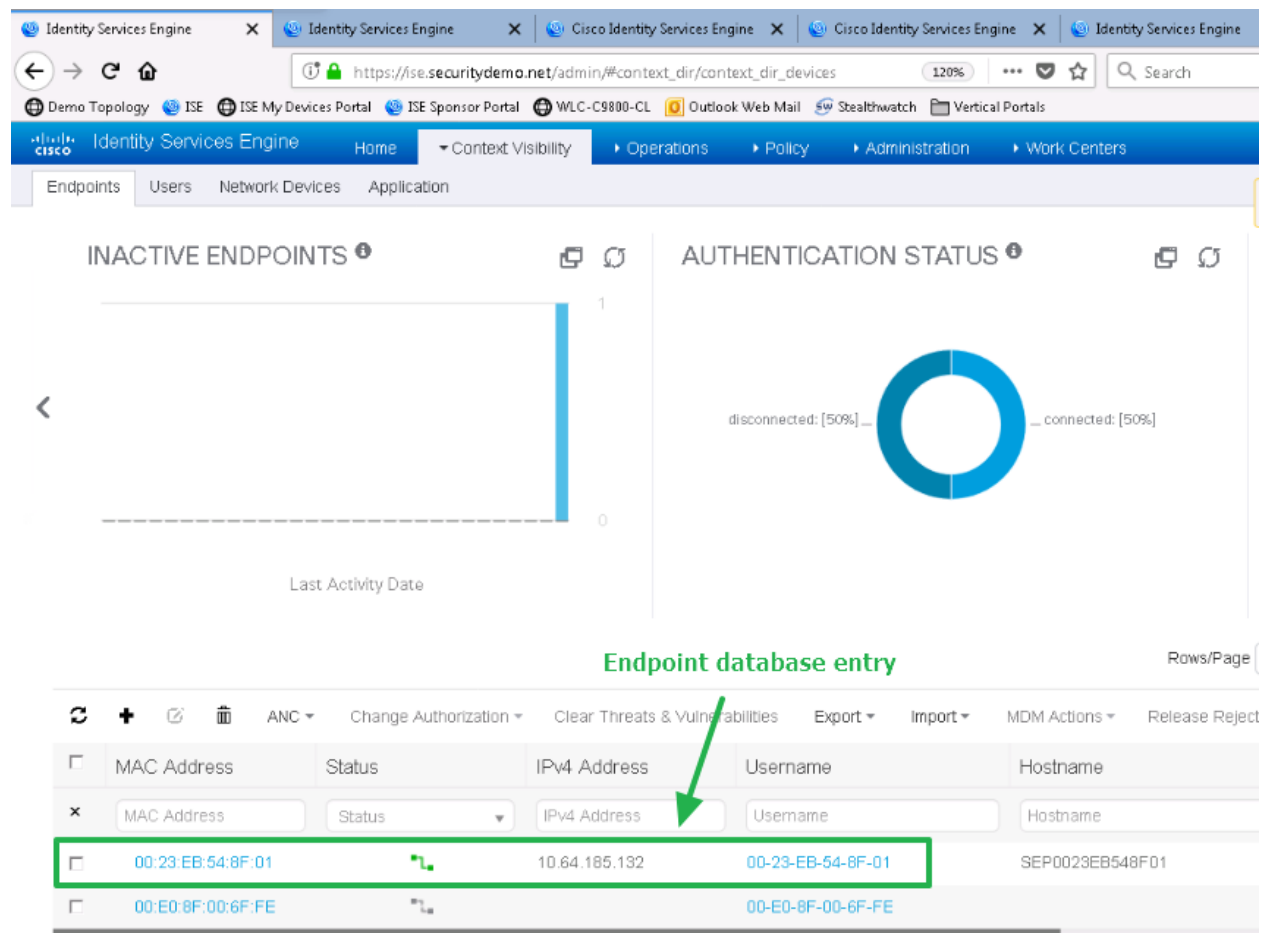 Identity Services Engine Identity Services Engine Cisco Identity Services Engine Cisco Identity Services Engine Identity Services Engine
https://ise.securitydemo.net/admin/#context_dir/context_dir_devices 120% Search
Demo Topology ISE ISE My Devices Portal ISE Sponsor Portal WLC-C9800-CL Outlook Web Mail Stealthwatch Vertical Portals
CISCO Identity Services Engine Home Context Visibility Operations Policy Administration Work Centers
Endpoints Users Network Devices Application
INACTIVE ENDPOINTS AUTHENTICATION STATUS
1
disconnected: [50%] connected: [50%]
0
Last Activity Date
Endpoint database entry Rows/Page
ANC Change Authorization Clear Threats & Vulnerabilities Export Import MDM Actions Release Reject
MAC Address Status IPv4 Address Username Hostname
MAC Address Status IPv4 Address Username Hostname
00:23:EB:54:8F:01 10.64.185.132 00-23-EB-54-8F-01 SEP0023EB548F01
00:E0:8F:00:6F:FE 00-E0-8F-00-6F-FE